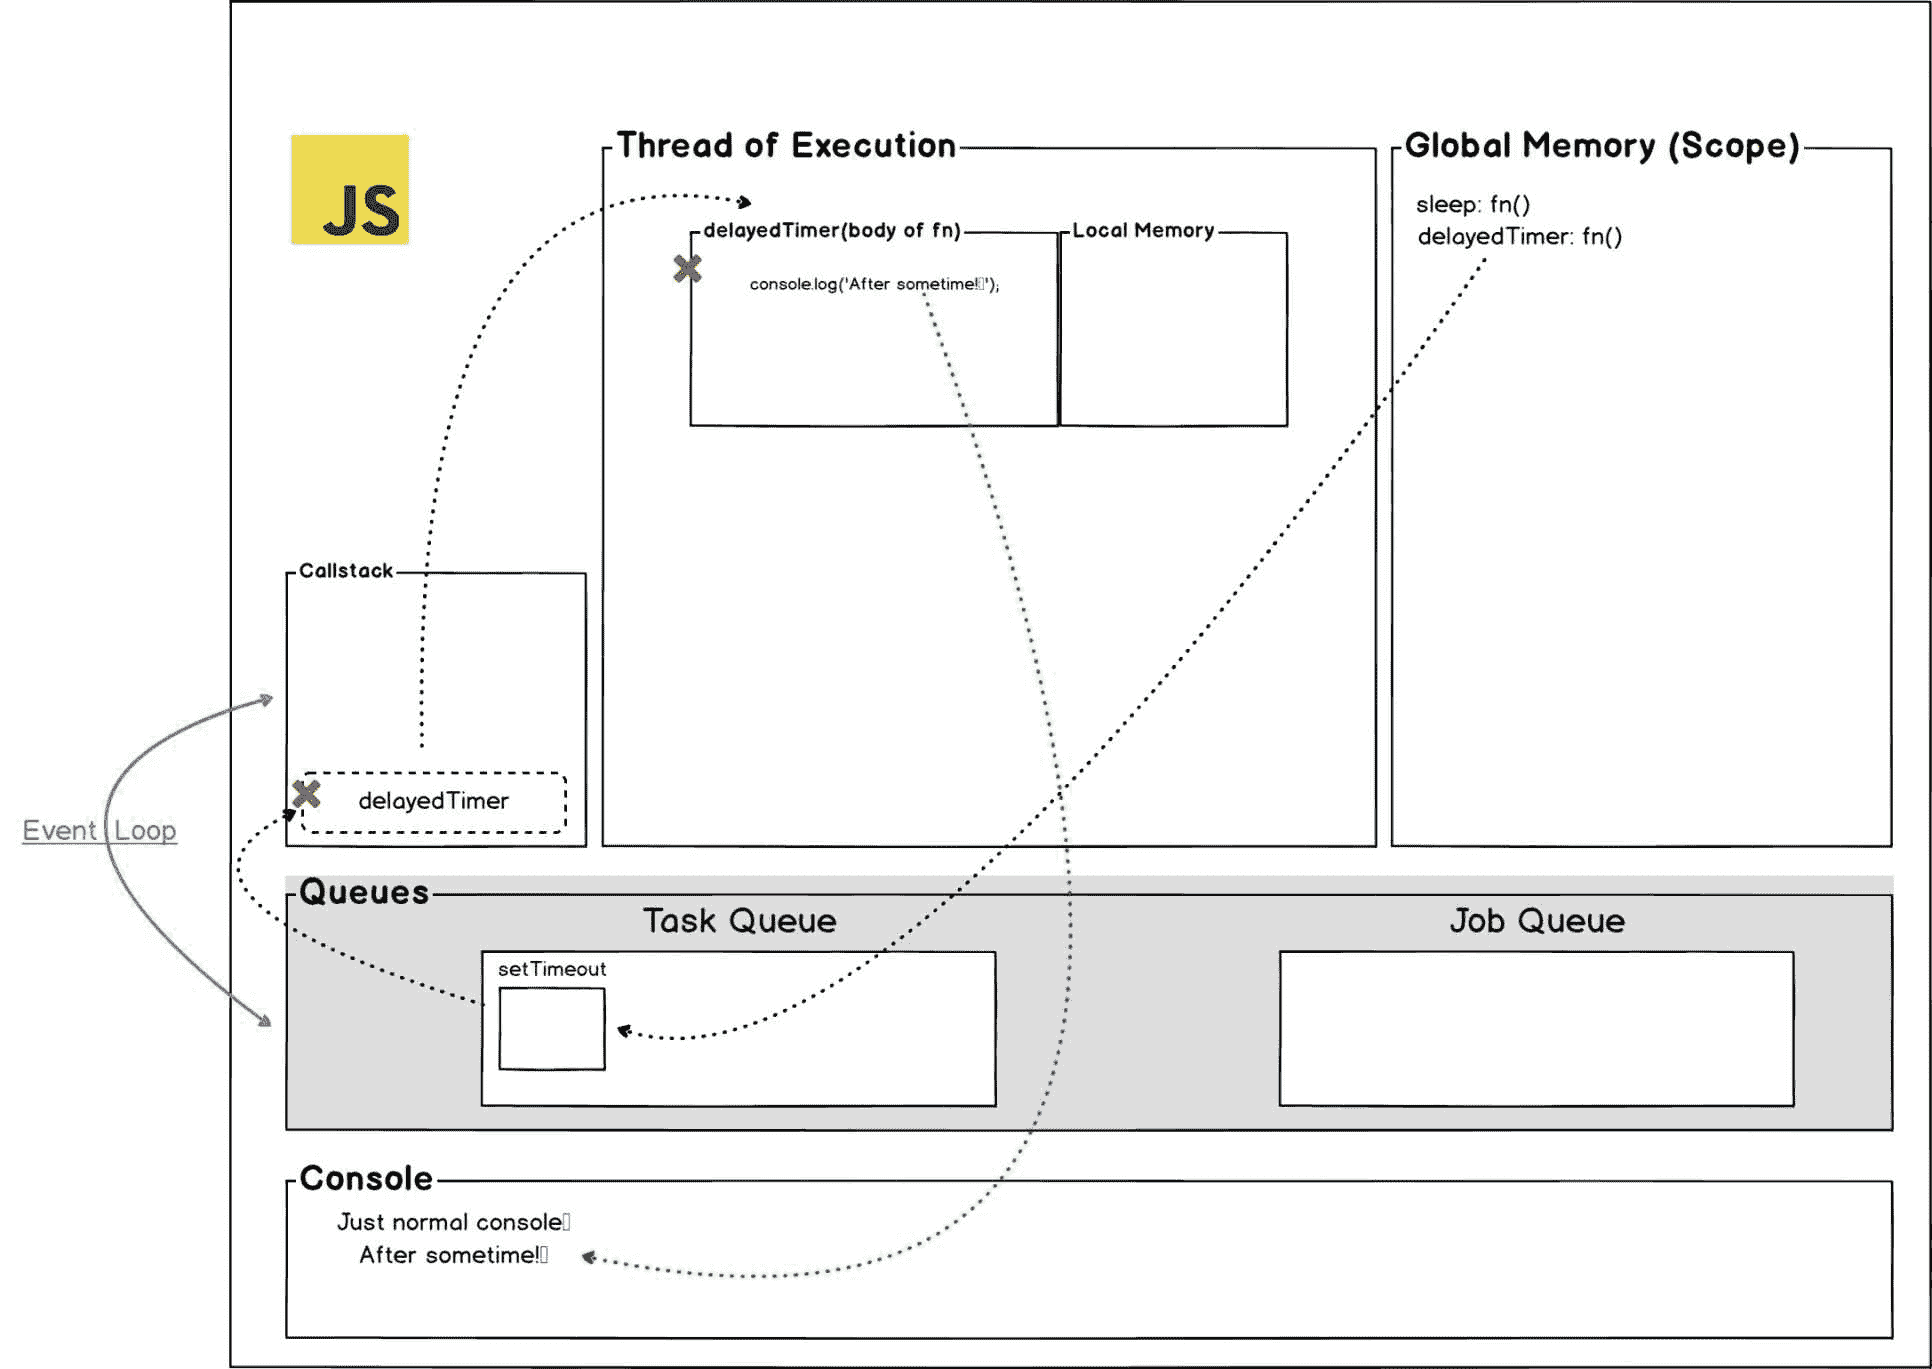 JS
Thread of Execution
Global Memory (Scope)
sleep: fn()
delayedTimer: fn()
delayedTimer(body of fn)
Local Memory
console.log('After sometime!▯');
Callstack
delayedTimer
Event Loop
Queues
Task Queue
Job Queue
setTimeout
Console
Just normal console▯
After sometime!▯